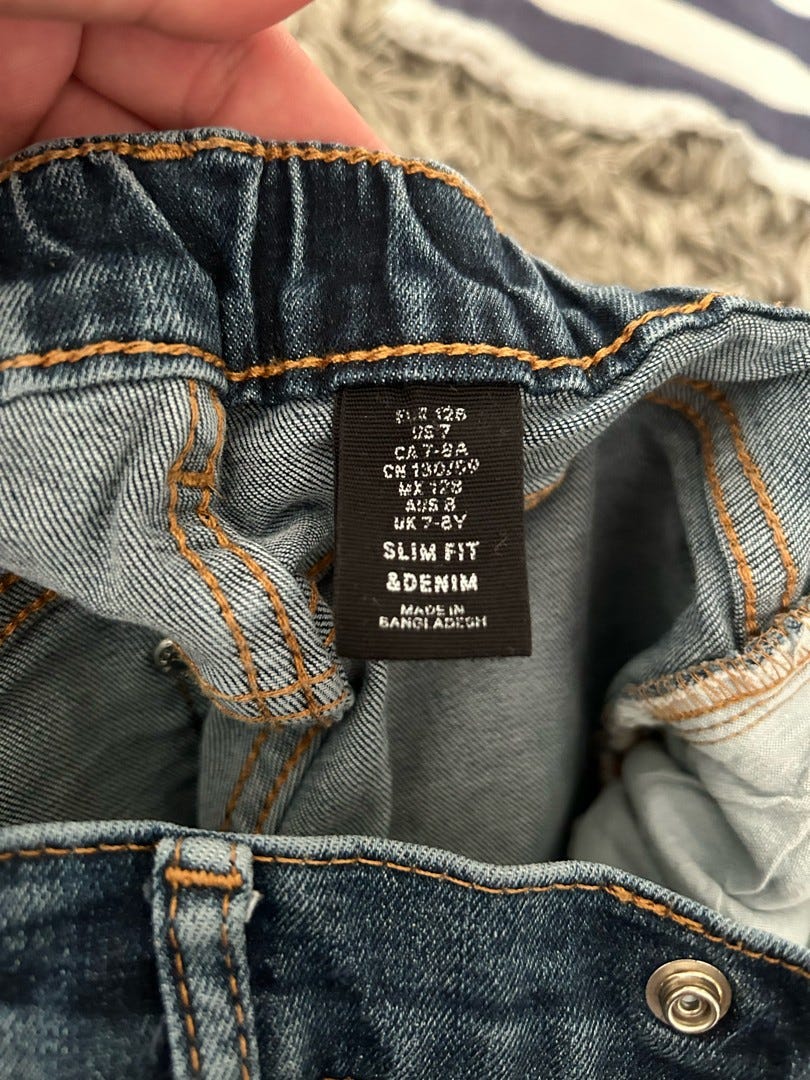 EUR 128
US 7
CA 7-8A
CN 130/59
MX 128
AUS 8
UK 7-8Y
SLIM FIT
&DENIM
MADE IN
BANGLADESH